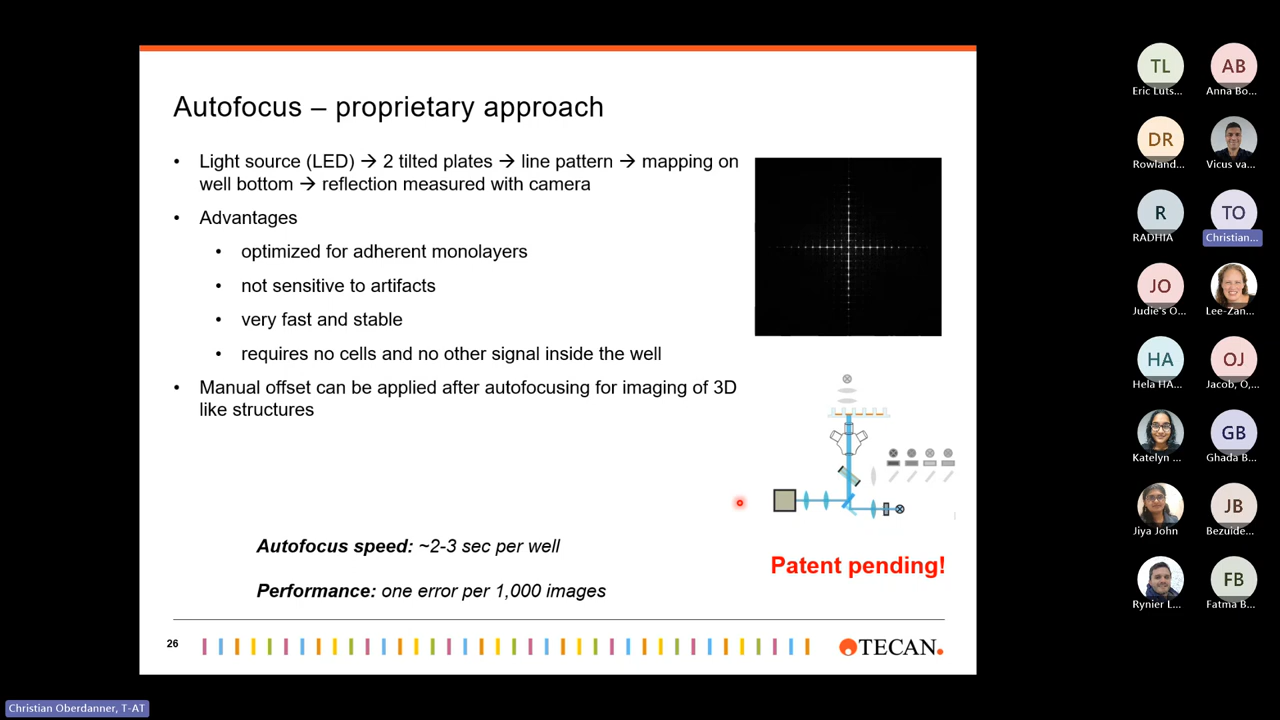 Autofocus – proprietary approach
• Light source (LED) → 2 tilted plates → line pattern → mapping on
well bottom → reflection measured with camera
• Advantages
• optimized for adherent monolayers
• not sensitive to artifacts
• very fast and stable
• requires no cells and no other signal inside the well
• Manual offset can be applied after autofocusing for imaging of 3D
like structures
Autofocus speed: ~2-3 sec per well
Performance: one error per 1,000 images
Patent pending!
26
TECAN.
TL
Eric Luts...
AB
Anna Bo...
DR
Rowland...
Vicus va...
R
RADHIA
TO
Christian...
JO
Judie's O...
Lee-Zan...
HA
Hela HA...
OJ
Jacob, O,...
Katelyn ...
GB
Ghada B...
Jiya John
JB
Bezuide...
Rynier L...
FB
Fatma B...
Christian Oberdanner, T-AT